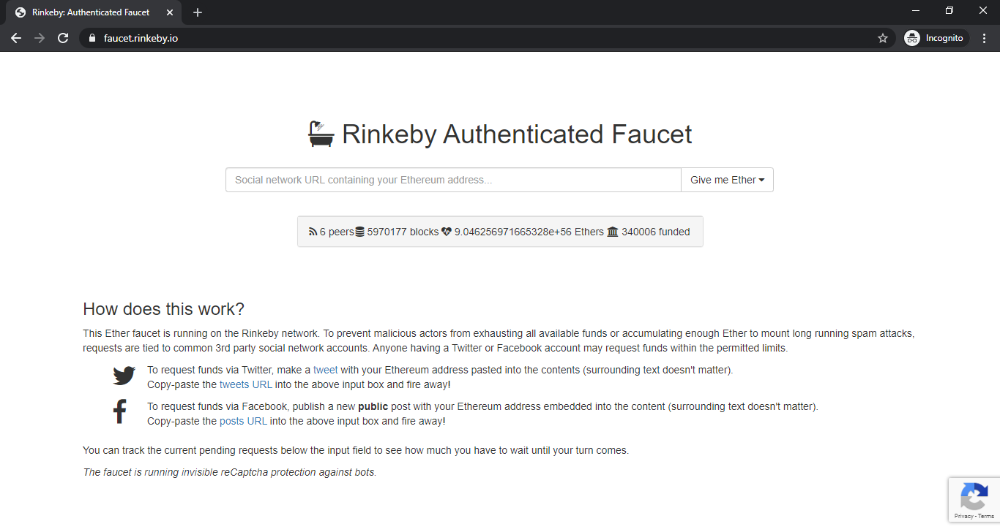 Rinkeby: Authenticated Faucet
faucet.rinkeby.io
Incognito
Rinkeby Authenticated Faucet
Social network URL containing your Ethereum address...
Give me Ether
6 peers 5970177 blocks 9.046256971665328e+56 Ethers 340006 funded
How does this work?
This Ether faucet is running on the Rinkeby network. To prevent malicious actors from exhausting all available funds or accumulating enough Ether to mount long running spam attacks,
requests are tied to common 3rd party social network accounts. Anyone having a Twitter or Facebook account may request funds within the permitted limits.
To request funds via Twitter, make a tweet with your Ethereum address pasted into the contents (surrounding text doesn't matter).
Copy-paste the tweets URL into the above input box and fire away!
To request funds via Facebook, publish a new public post with your Ethereum address embedded into the content (surrounding text doesn't matter).
Copy-paste the posts URL into the above input box and fire away!
You can track the current pending requests below the input field to see how much you have to wait until your turn comes.
The faucet is running invisible reCaptcha protection against bots.
Privacy - Terms